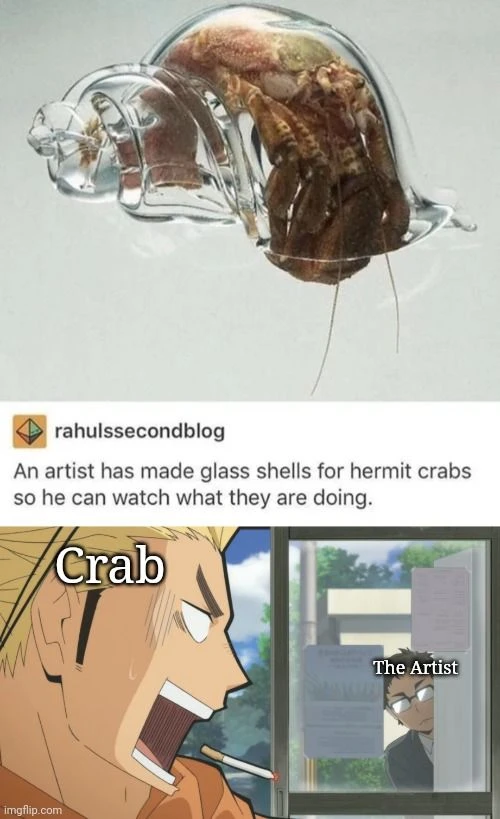 rahulssecondblog
An artist has made glass shells for hermit crabs
so he can watch what they are doing.
Crab
The Artist
imgflip.com